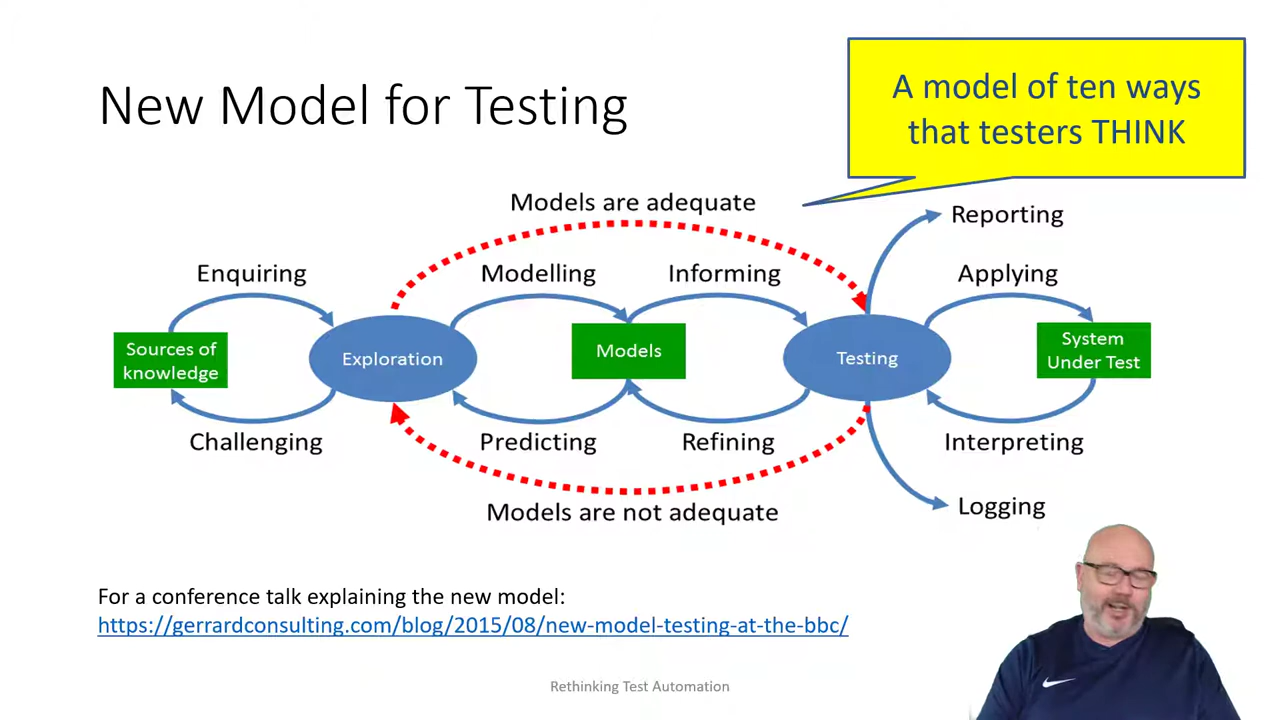 New Model for Testing
A model of ten ways
that testers THINK
Models are adequate
Reporting
Enquiring
Modelling
Informing
Applying
Sources of
knowledge
Exploration
Models
Testing
System
Under Test
Challenging
Predicting
Refining
Interpreting
Models are not adequate
Logging
For a conference talk explaining the new model:
https://gerrardconsulting.com/blog/2015/08/new-model-testing-at-the-bbc/
Rethinking Test Automation